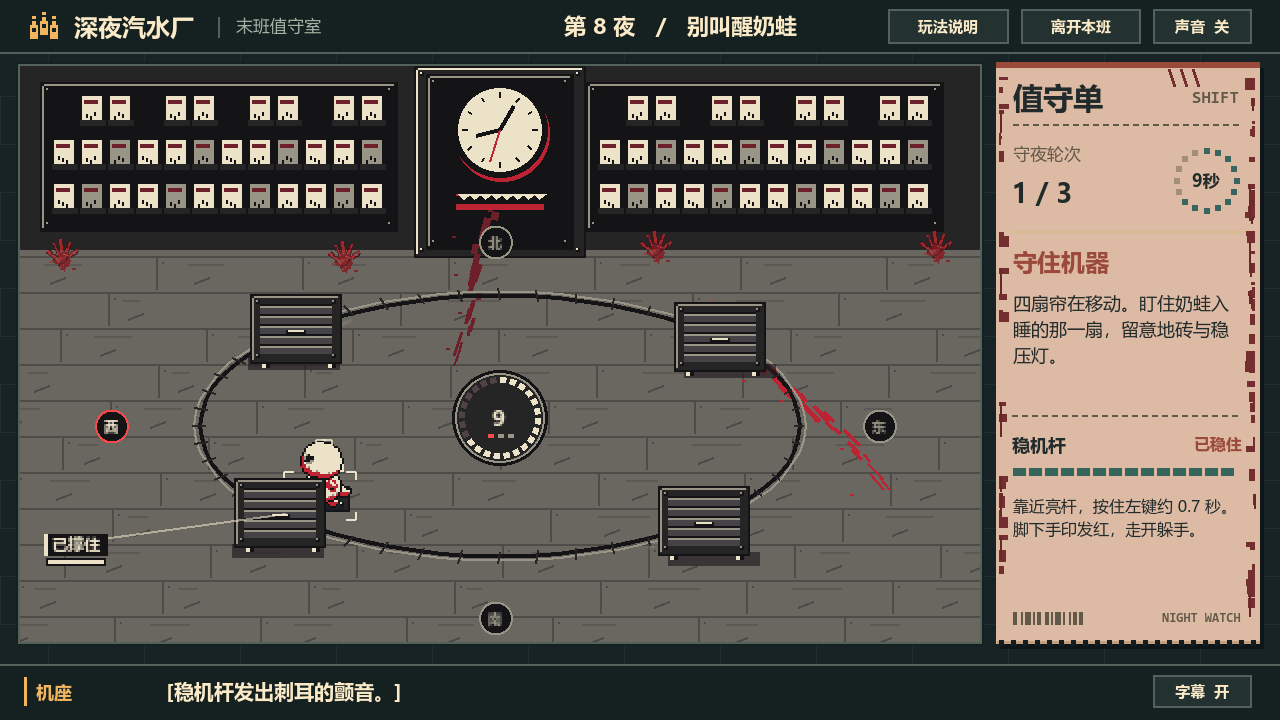 深夜汽水厂
末班值守室
第 8 夜 / 别叫醒奶蛙
玩法说明
离开本班
声音 关
值守单
SHIFT
守夜轮次
1 / 3
9秒
守住机器
四扇帘在移动。盯住奶蛙入
睡的那一扇，留意地砖与稳
压灯。
稳机杆
已稳住
靠近亮杆，按住左键约 0.7 秒。
脚下手印发红，走开躲手。
NIGHT WATCH
北
西
9
东
已撑住
南
机座
[稳机杆发出刺耳的颤音。]
字幕 开